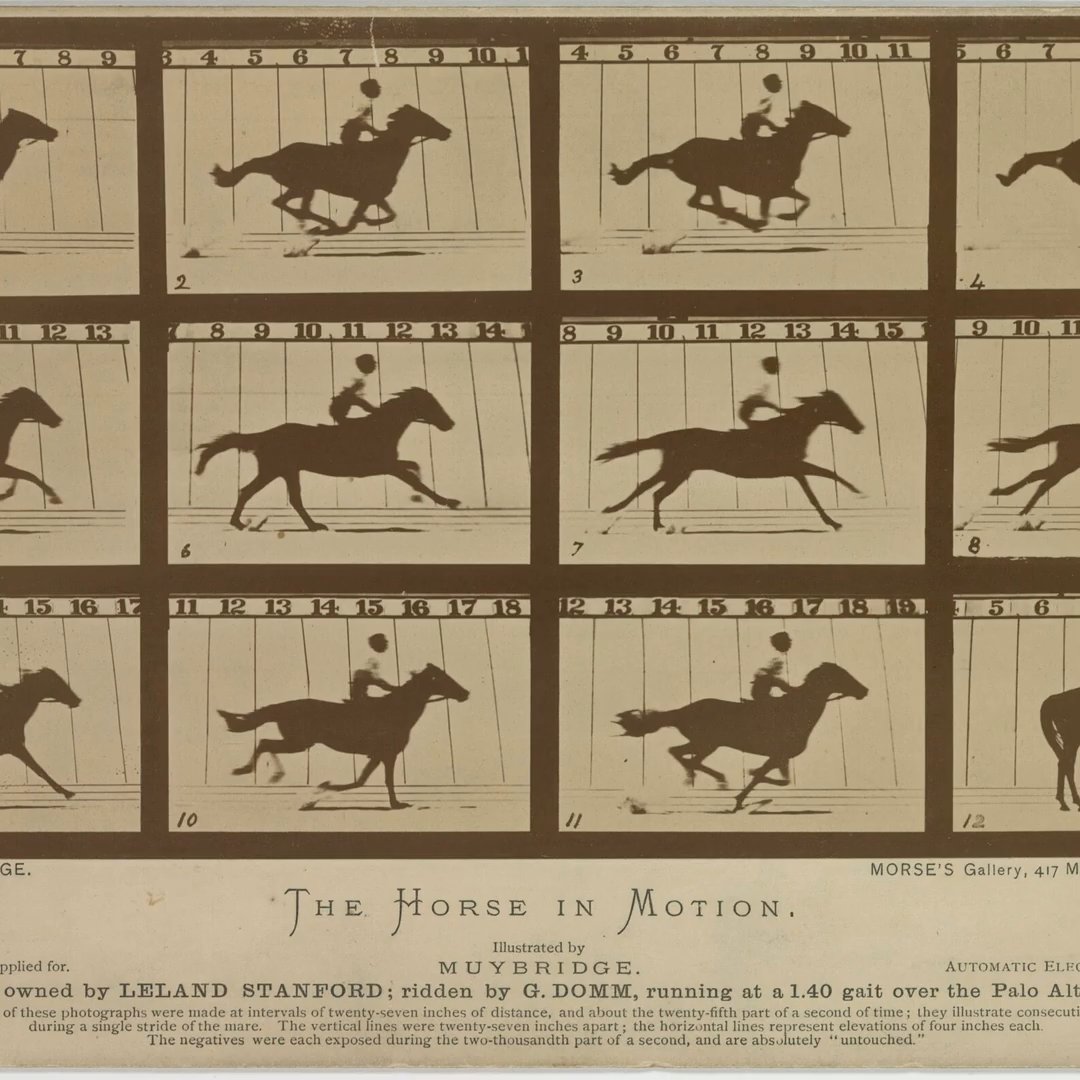 7 8 9
3 4 5 6 7 8 9 10 1
4 5 6 7 8 9 10 11
5 6 7
2
3
4
11 12 13
7 8 9 10 11 12 13 14 1
8 9 10 11 12 13 14 15 1
9 10 11
6
7
8
4 15 16 17
11 12 13 14 15 16 17 18
12 13 14 15 16 17 18 19
4 5 6
10
11
12
GE.
MORSE'S Gallery, 417 M
THE HORSE IN MOTION.
Illustrated by
MUYBRIDGE.
pplied for.
AUTOMATIC ELEC
owned by LELAND STANFORD; ridden by G. DOMM, running at a 1.40 gait over the Palo Alt
of these photographs were made at intervals of twenty-seven inches of distance, and about the twenty-fifth part of a second of time; they illustrate consecuti
during a single stride of the mare. The vertical lines were twenty-seven inches apart; the horizontal lines represent elevations of four inches each.
The negatives were each exposed during the two-thousandth part of a second, and are absolutely "untouched."